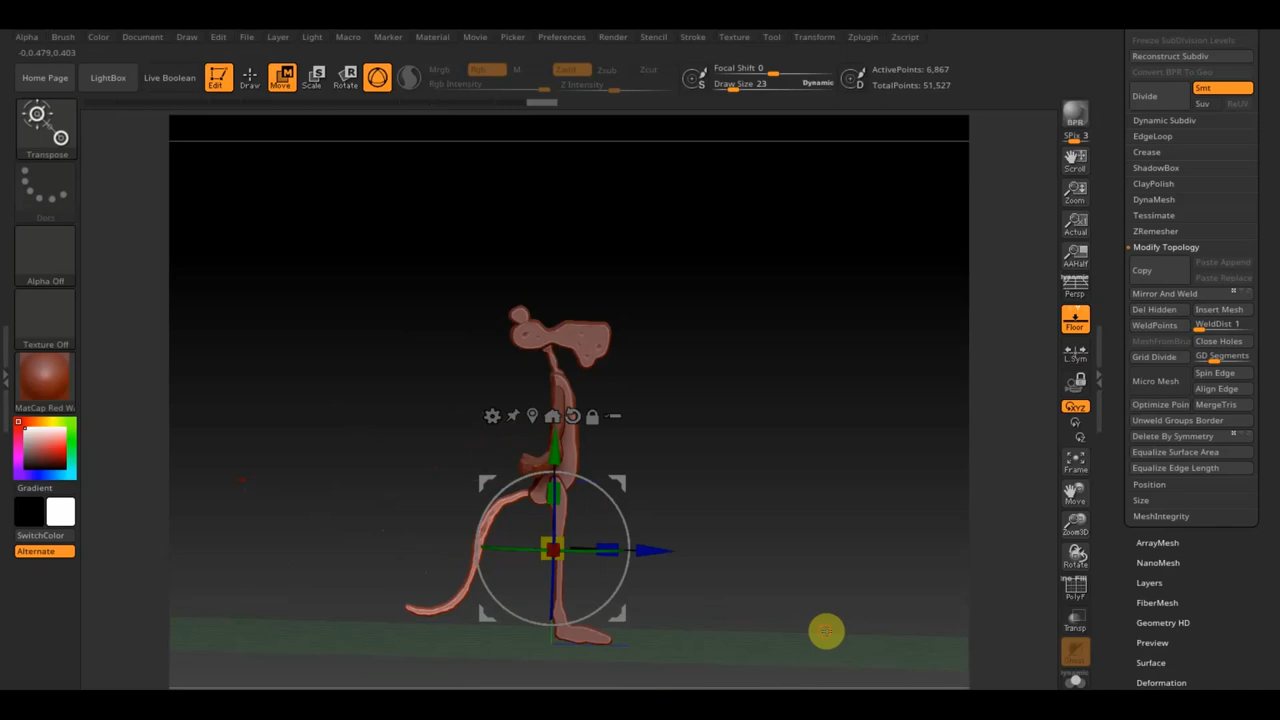 Alpha Brush Color Document Draw Edit File Layer Light Macro Marker Material Movie Picker Preferences Render Stencil Stroke Texture Tool Transform Zplugin Zscript
-0,0.479,0.403
Home Page LightBox Live Boolean Edit Draw Move Scale Rotate
Mrgb Rgb M Zadd Zsub Zcut
Rgb Intensity Z Intensity
Focal Shift 0
Draw Size 23 Dynamic
ActivePoints: 6,867
TotalPoints: 51,527
Transpose
Dots
Alpha Off
Texture Off
MatCap Red W
Gradient
SwitchColor
Alternate
BPR
SPix 3
Scroll
Zoom
Actual
AAHalf
Dynamic
Persp
Floor
L.Sym
XYZ
Frame
Move
Zoom3D
Rotate
PolyF
Transp
Dynamic
Freeze SubDivision Levels
Reconstruct Subdiv
Convert BPR To Geo
Divide Smt
Suv ReUV
Dynamic Subdiv
EdgeLoop
Crease
ShadowBox
ClayPolish
DynaMesh
Tessimate
ZRemesher
Modify Topology
Copy Paste Append
Paste Replace
Mirror And Weld
Del Hidden Insert Mesh
WeldPoints WeldDist 1
MeshFromBru Close Holes
Grid Divide GD Segments
Micro Mesh Spin Edge
Align Edge
Optimize Poin MergeTris
Unweld Groups Border
Delete By Symmetry
Equalize Surface Area
Equalize Edge Length
Position
Size
MeshIntegrity
ArrayMesh
NanoMesh
Layers
FiberMesh
Geometry HD
Preview
Surface
Deformation